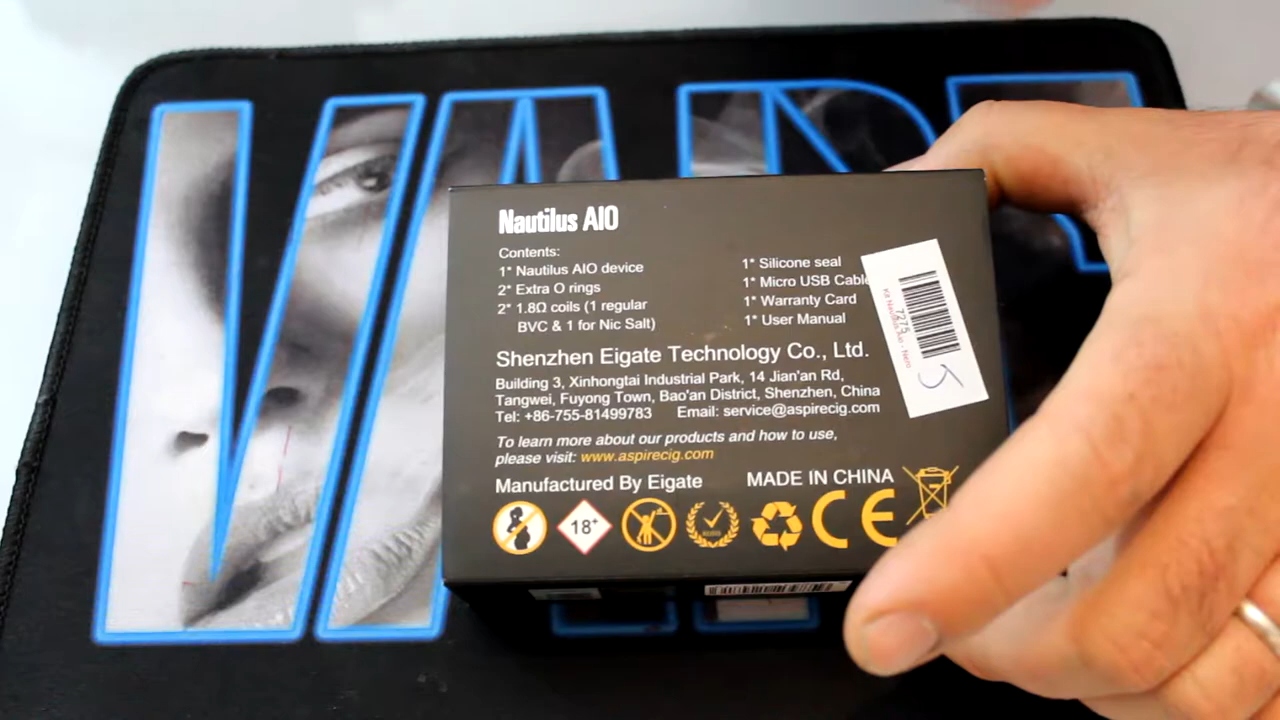 Nautilus AIO
Contents:
1* Nautilus AIO device
2* Extra O rings
2* 1.8Ω coils (1 regular
BVC & 1 for Nic Salt)
1* Silicone seal
1* Micro USB Cable
1* Warranty Card
1* User Manual
Shenzhen Eigate Technology Co., Ltd.
Building 3, Xinhongtai Industrial Park, 14 Jian'an Rd,
Tangwei, Fuyong Town, Bao'an District, Shenzhen, China
Tel: +86-755-81499783 Email: service@aspirecig.com
To learn more about our products and how to use,
please visit: www.aspirecig.com
Manufactured By Eigate MADE IN CHINA
18+
CE
7275
5